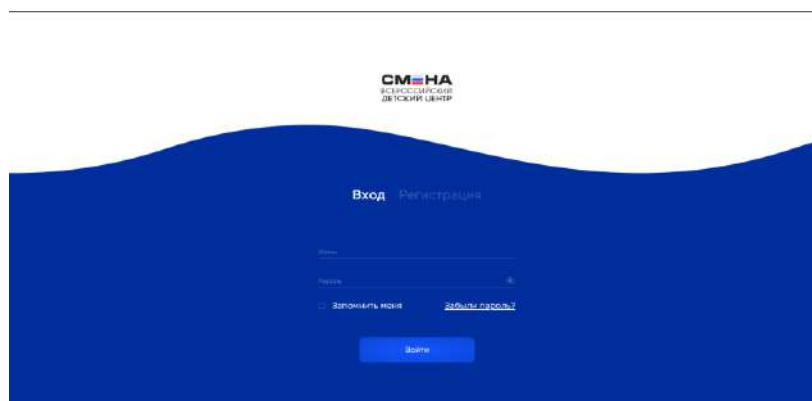 СМЕНА
ВСЕРОССИЙСКИЙ
ДЕТСКИЙ ЦЕНТР
Вход Регистрация
Пароль
Запомнить меня Забыли пароль?
Войти